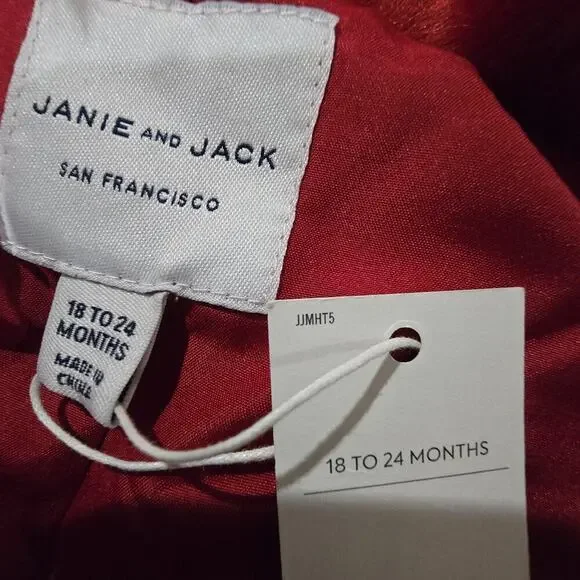 JANIE AND JACK
SAN FRANCISCO
18 TO 24
MONTHS
MADE IN
CHINA
JJMHT5
18 TO 24 MONTHS